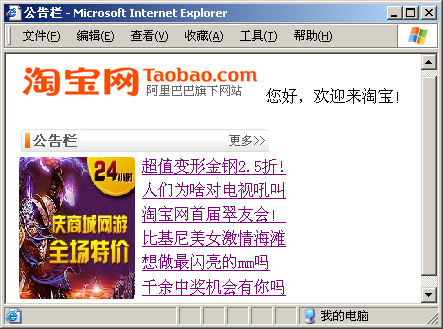 公告栏 - Microsoft Internet Explorer
文件(F) 编辑(E) 查看(V) 收藏(A) 工具(T) 帮助(H)
淘宝网 Taobao.com
阿里巴巴旗下网站
您好，欢迎来淘宝！
公告栏 更多>>
24小时
庆商城网游
全场特价
超值变形金钢2.5折!
人们为啥对电视吼叫
淘宝网首届翠友会！
比基尼美女激情海滩
想做最闪亮的mm吗
千余中奖机会有你吗
我的电脑